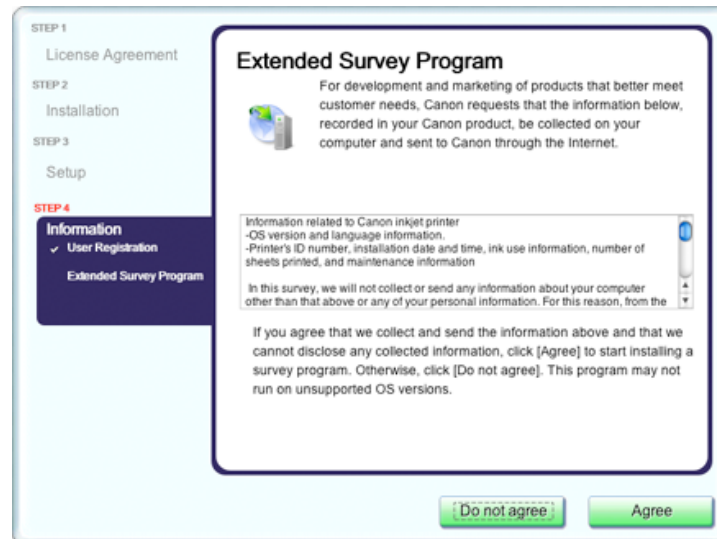 STEP 1
License Agreement
STEP 2
Installation
STEP 3
Setup
STEP 4
Information
User Registration
Extended Survey Program
Extended Survey Program
For development and marketing of products that better meet
customer needs, Canon requests that the information below,
recorded in your Canon product, be collected on your
computer and sent to Canon through the Internet.
Information related to Canon inkjet printer
-OS version and language information.
-Printer's ID number, installation date and time, ink use information, number of
sheets printed, and maintenance information
In this survey, we will not collect or send any information about your computer
other than that above or any of your personal information. For this reason, from the
If you agree that we collect and send the information above and that we
cannot disclose any collected information, click [Agree] to start installing a
survey program. Otherwise, click [Do not agree]. This program may not
run on unsupported OS versions.
Do not agree
Agree